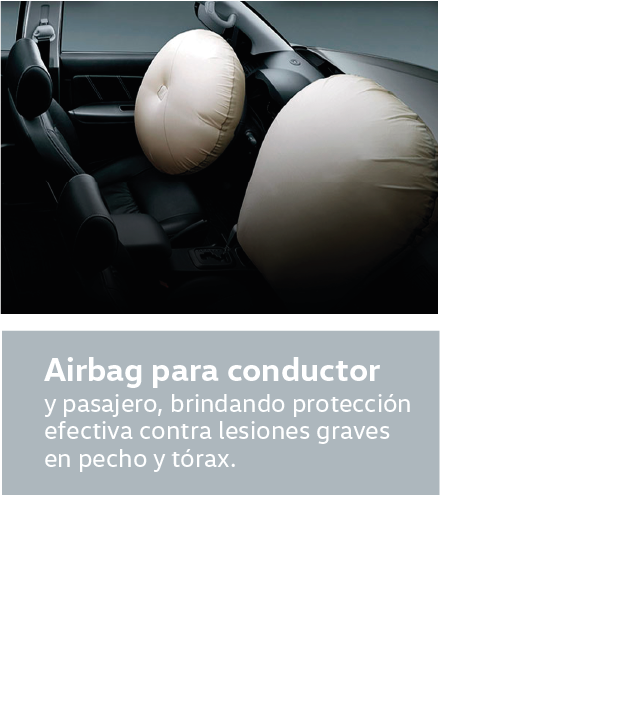 Airbag para conductor
y pasajero, brindando protección
efectiva contra lesiones graves
en pecho y tórax.